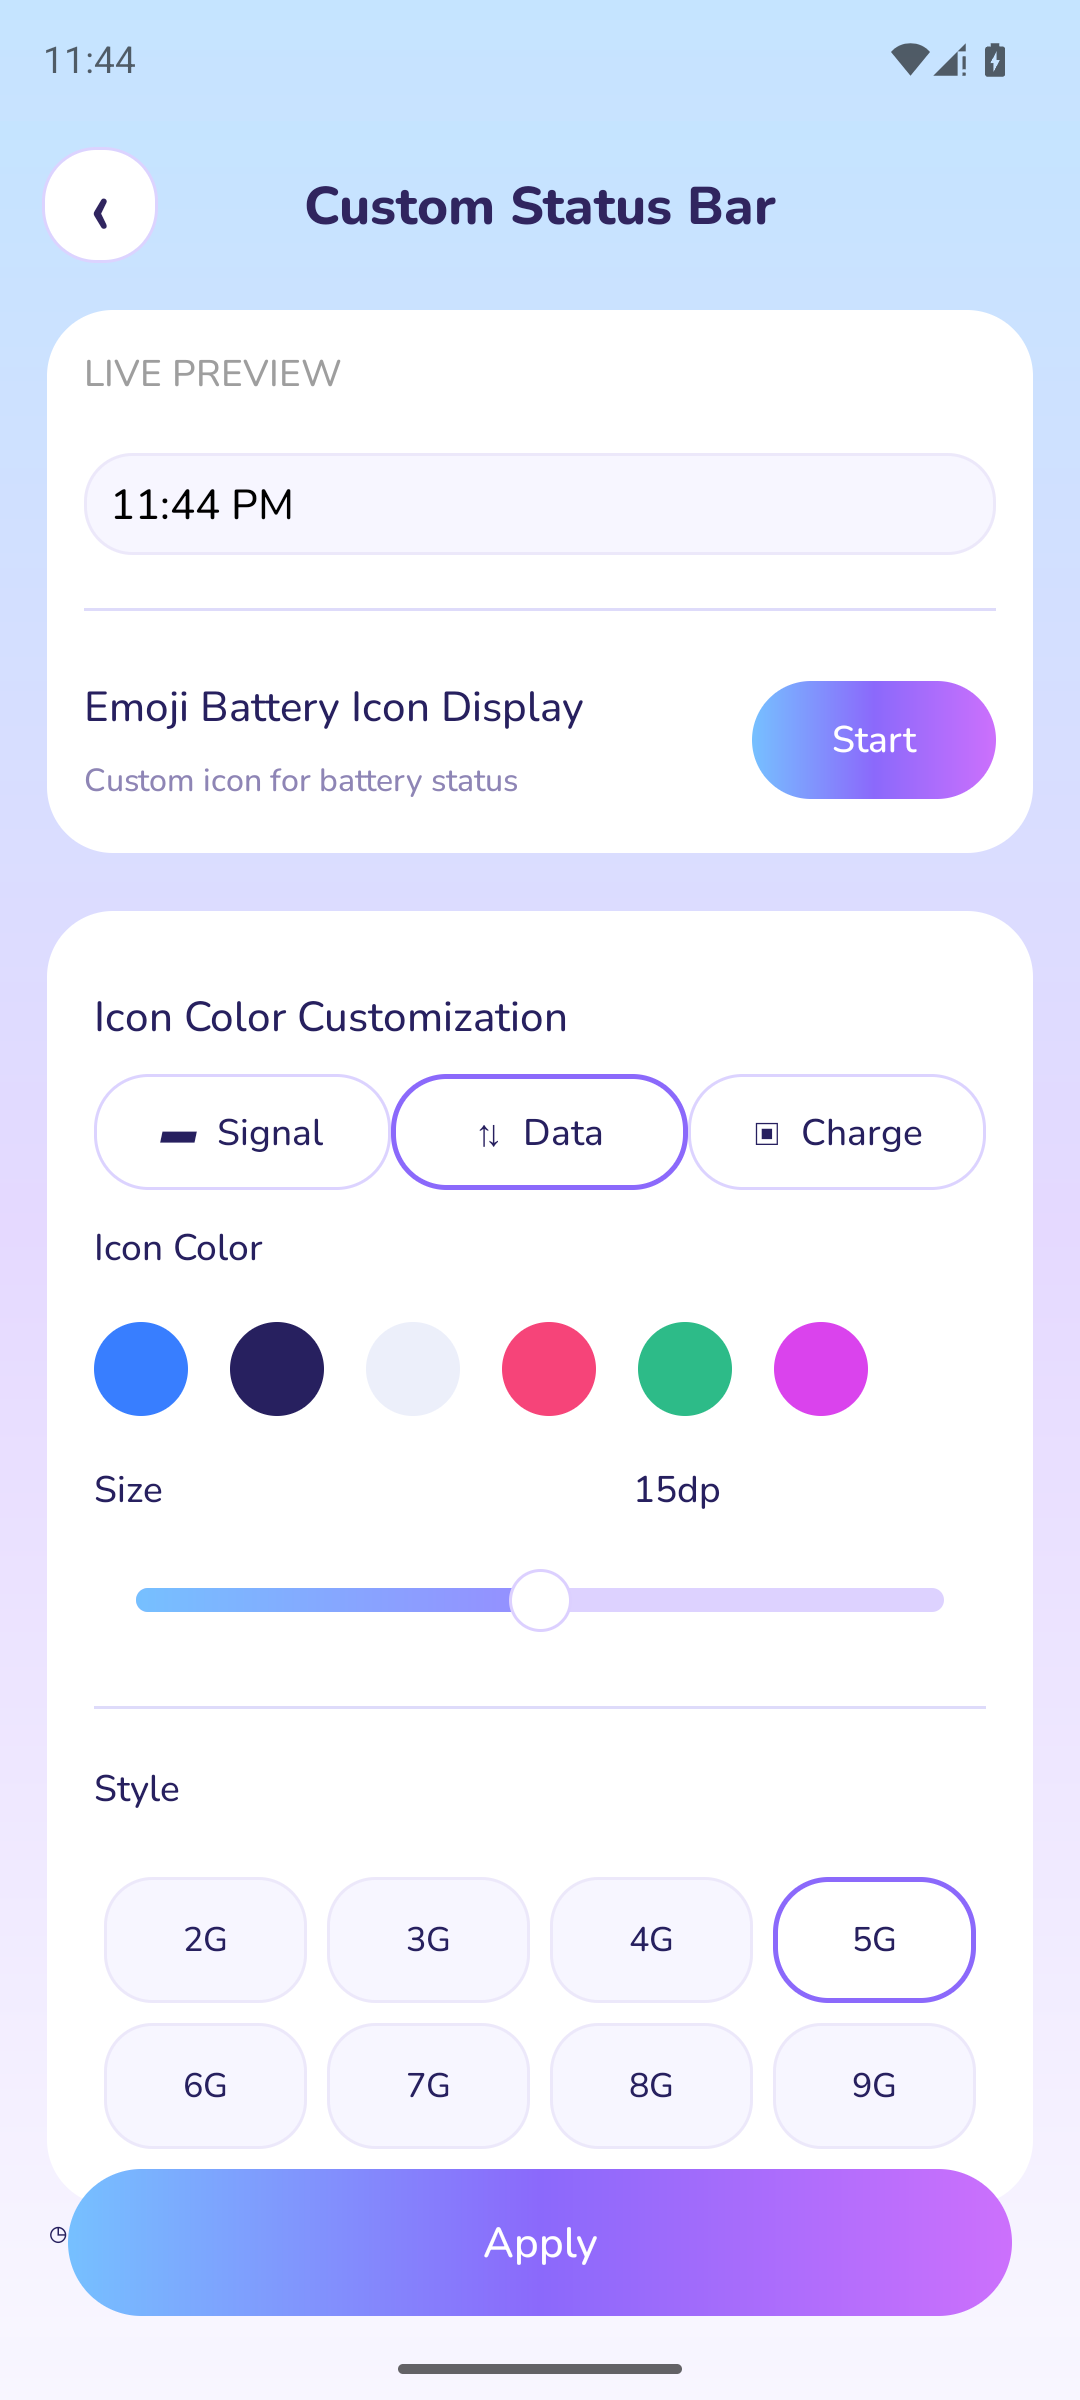 11:44
Custom Status Bar
LIVE PREVIEW
11:44 PM
Emoji Battery Icon Display
Custom icon for battery status
Start
Icon Color Customization
Signal
Data
Charge
Icon Color
Size
15dp
Style
2G
3G
4G
5G
6G
7G
8G
9G
Apply